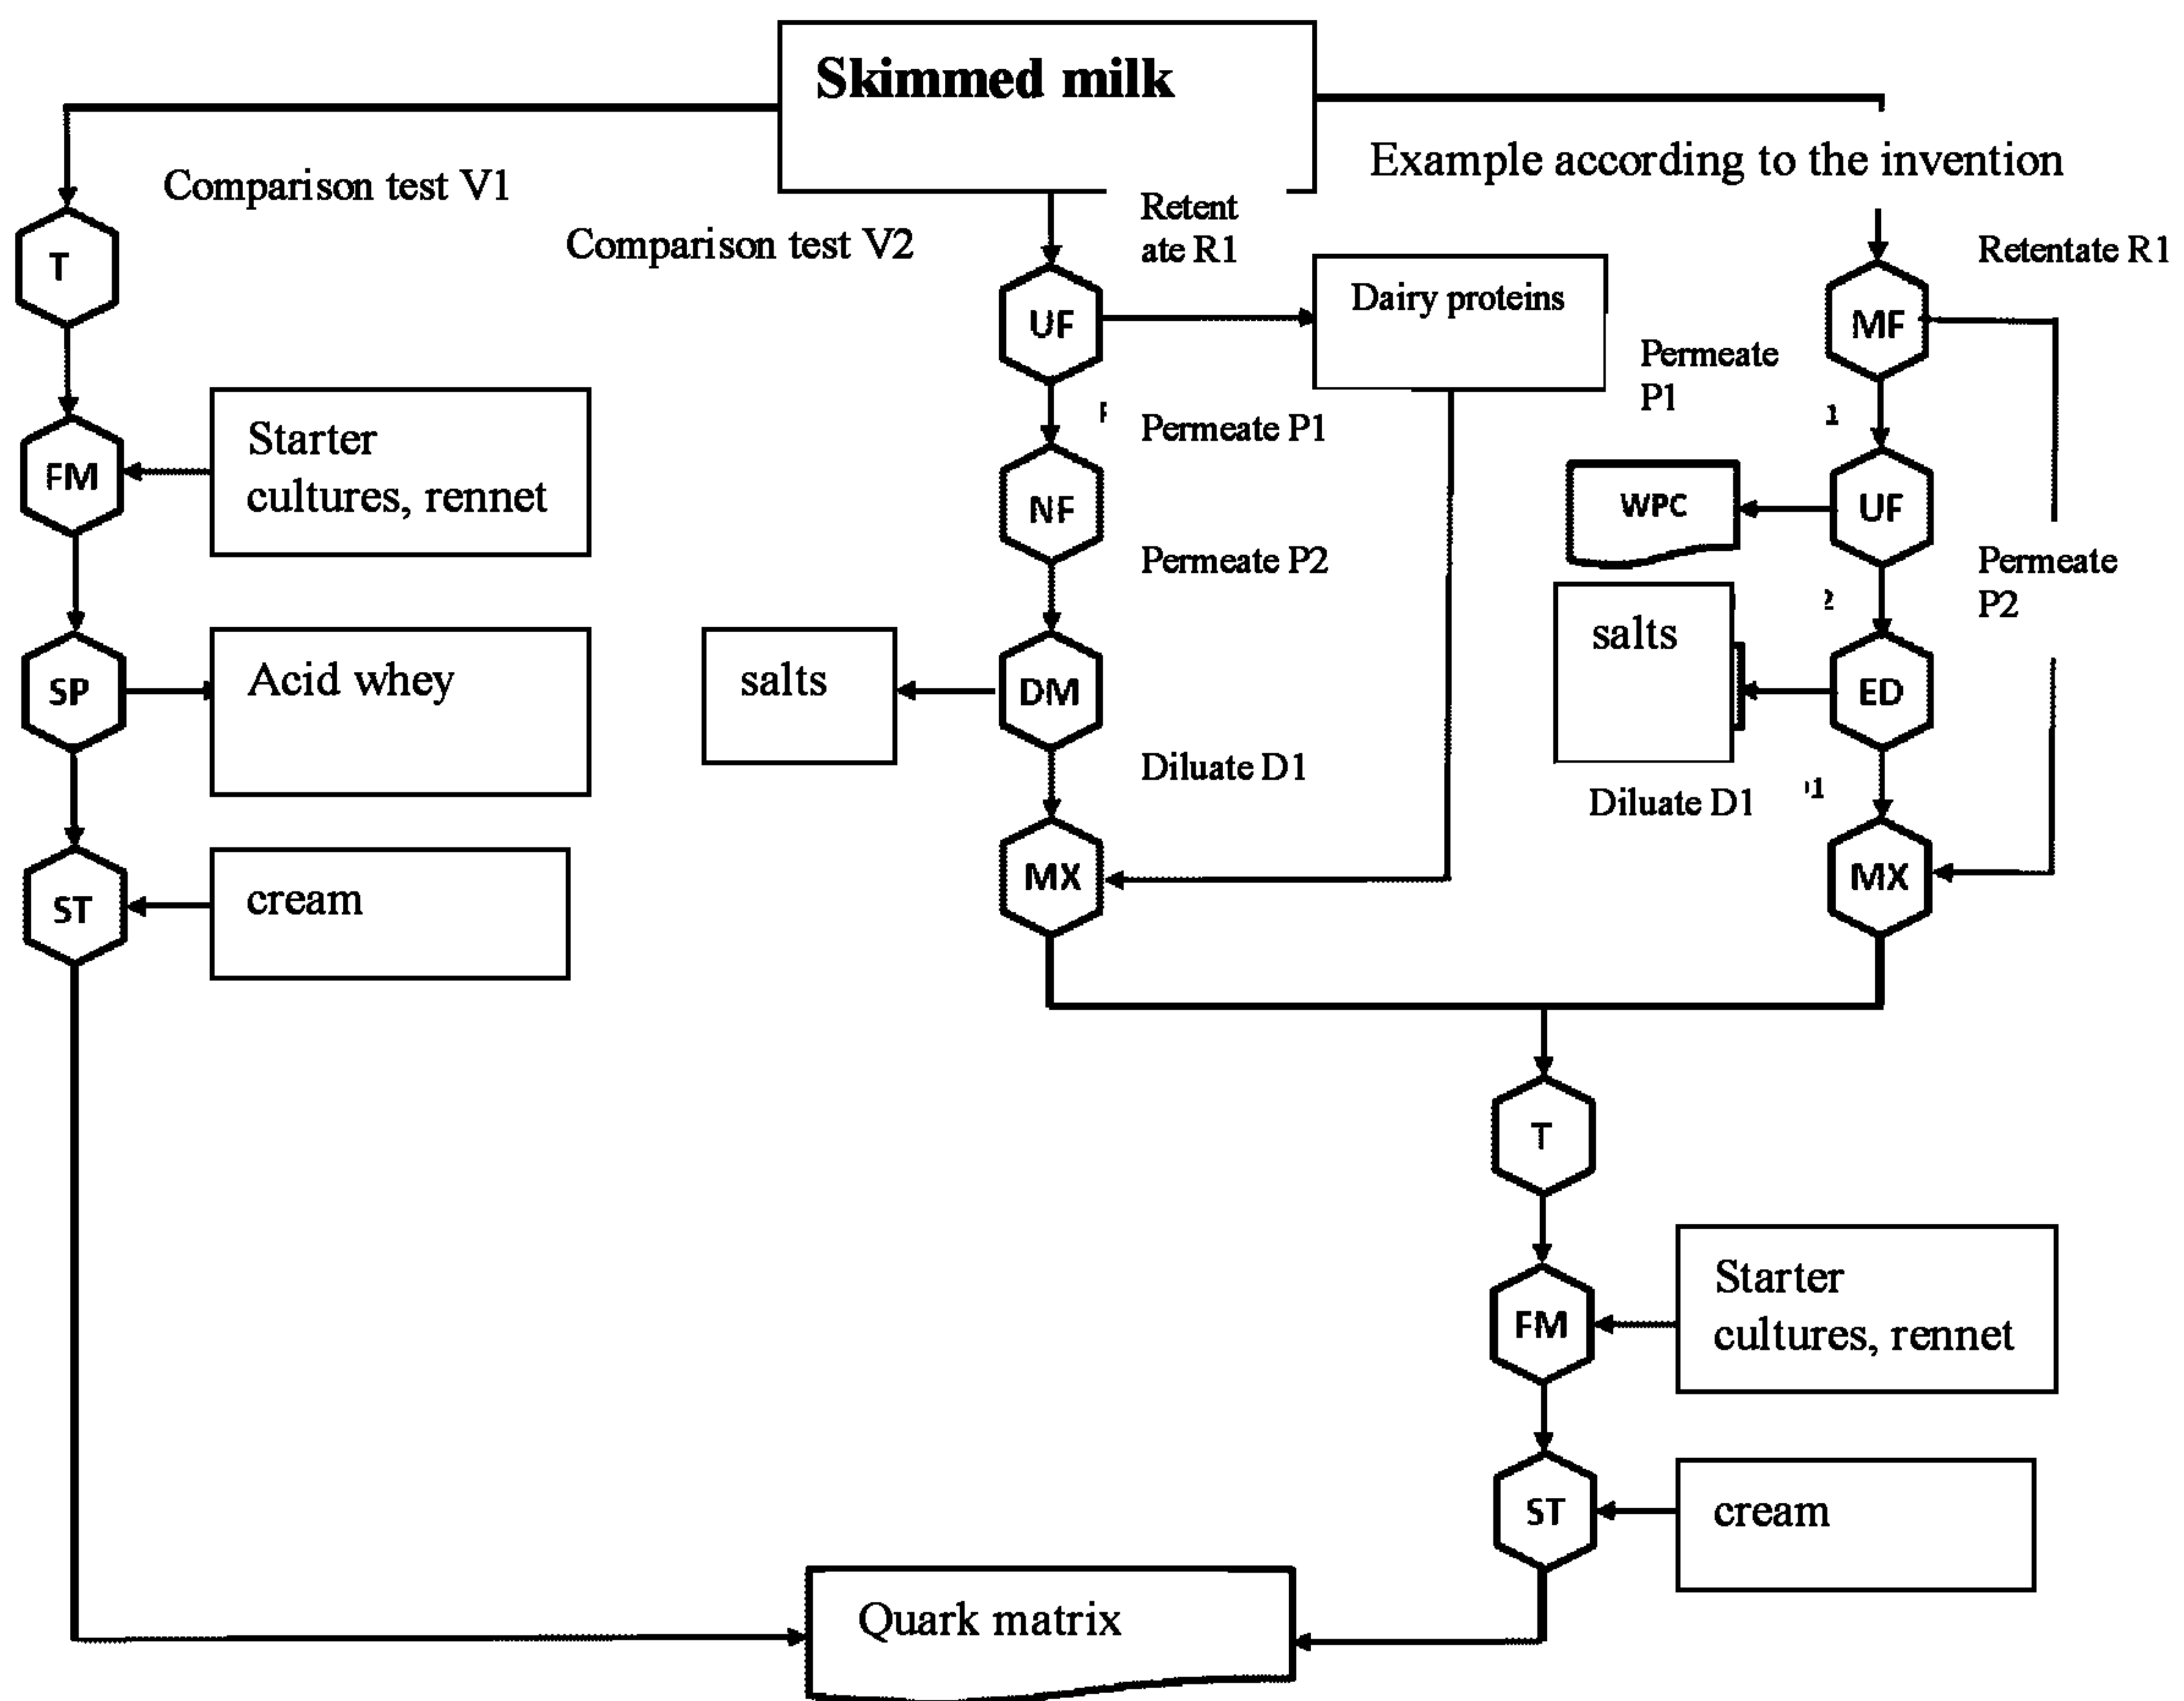 Skimmed milk
Example according to the invention
Comparison test V1
Comparison test V2
Retent
ate R1
Retentate R1
T
UF
Dairy proteins
MF
Permeate
P1
1
Permeate P1
FM
Starter
cultures, rennet
NF
WPC
UF
Permeate P2
Permeate
P2
2
SP
Acid whey
salts
DM
salts
ED
Diluate D1
Diluate D1
1
ST
cream
MX
MX
T
FM
Starter
cultures, rennet
ST
cream
Quark matrix